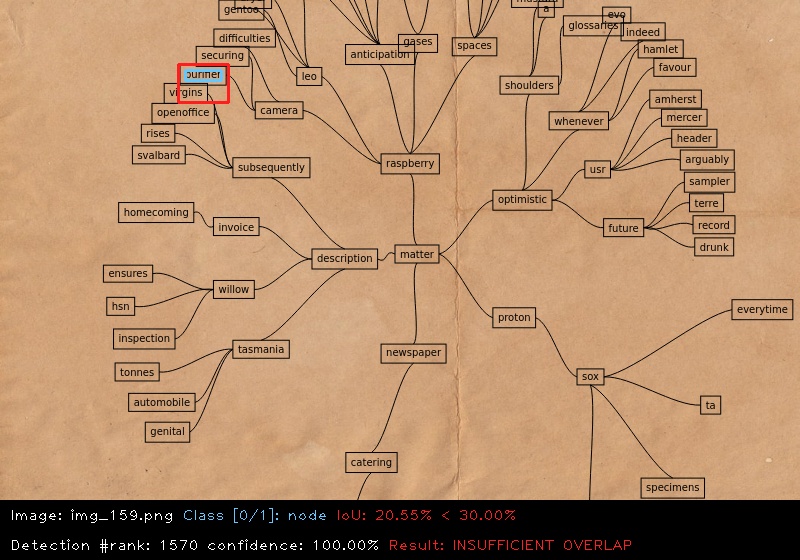 gentoo
difficulties
securing
purifier
virgins
openoffice
rises
svalbard
subsequently
camera
leo
anticipation
gases
spaces
a
glossaries
evo
indeed
hamlet
favour
shoulders
whenever
amherst
mercer
header
arguably
usr
raspberry
optimistic
sampler
terre
record
drunk
future
homecoming
invoice
description
matter
ensures
hsn
willow
inspection
tasmania
tonnes
automobile
genital
newspaper
proton
everytime
sox
ta
catering
specimens
Image: img_159.png Class [0/1]: node IoU: 20.55% < 30.00%
Detection #rank: 1570 confidence: 100.00% Result: INSUFFICIENT OVERLAP